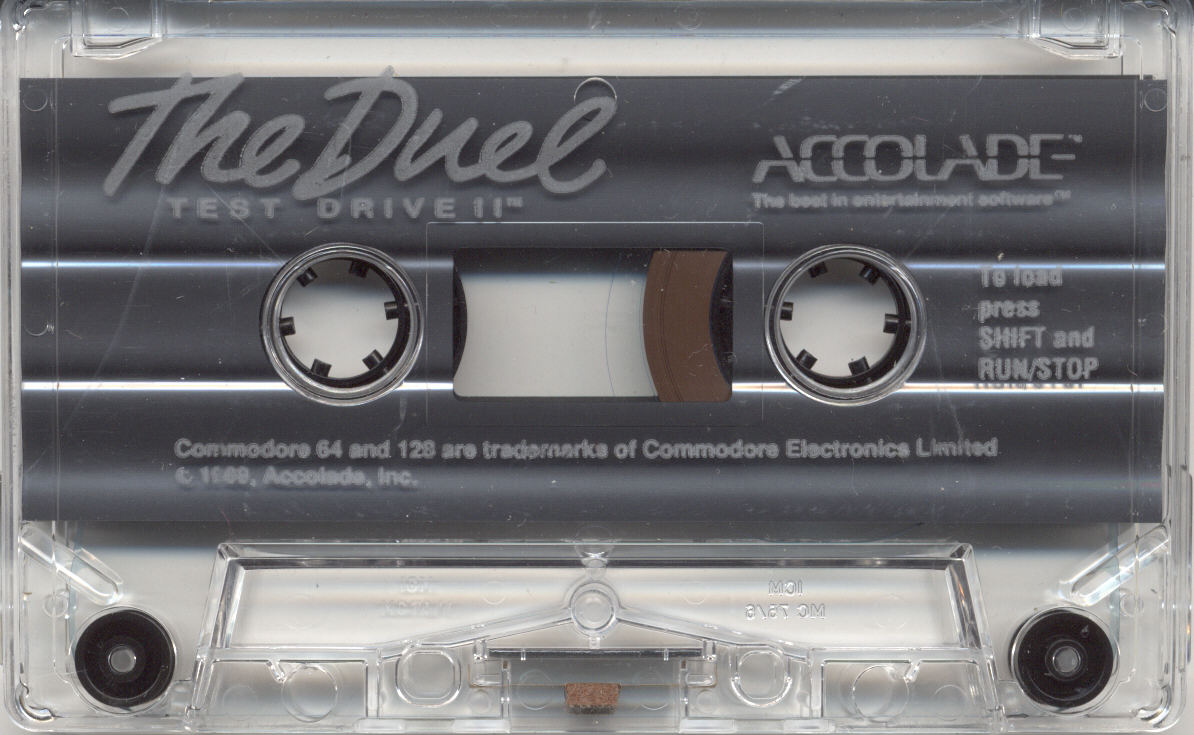 The Duel
TEST DRIVE II™
ACCOLADE™
The best in entertainment software™
To load
press
SHIFT and
RUN/STOP
Commodore 64 and 128 are trademarks of Commodore Electronics Limited
© 1989, Accolade, Inc.